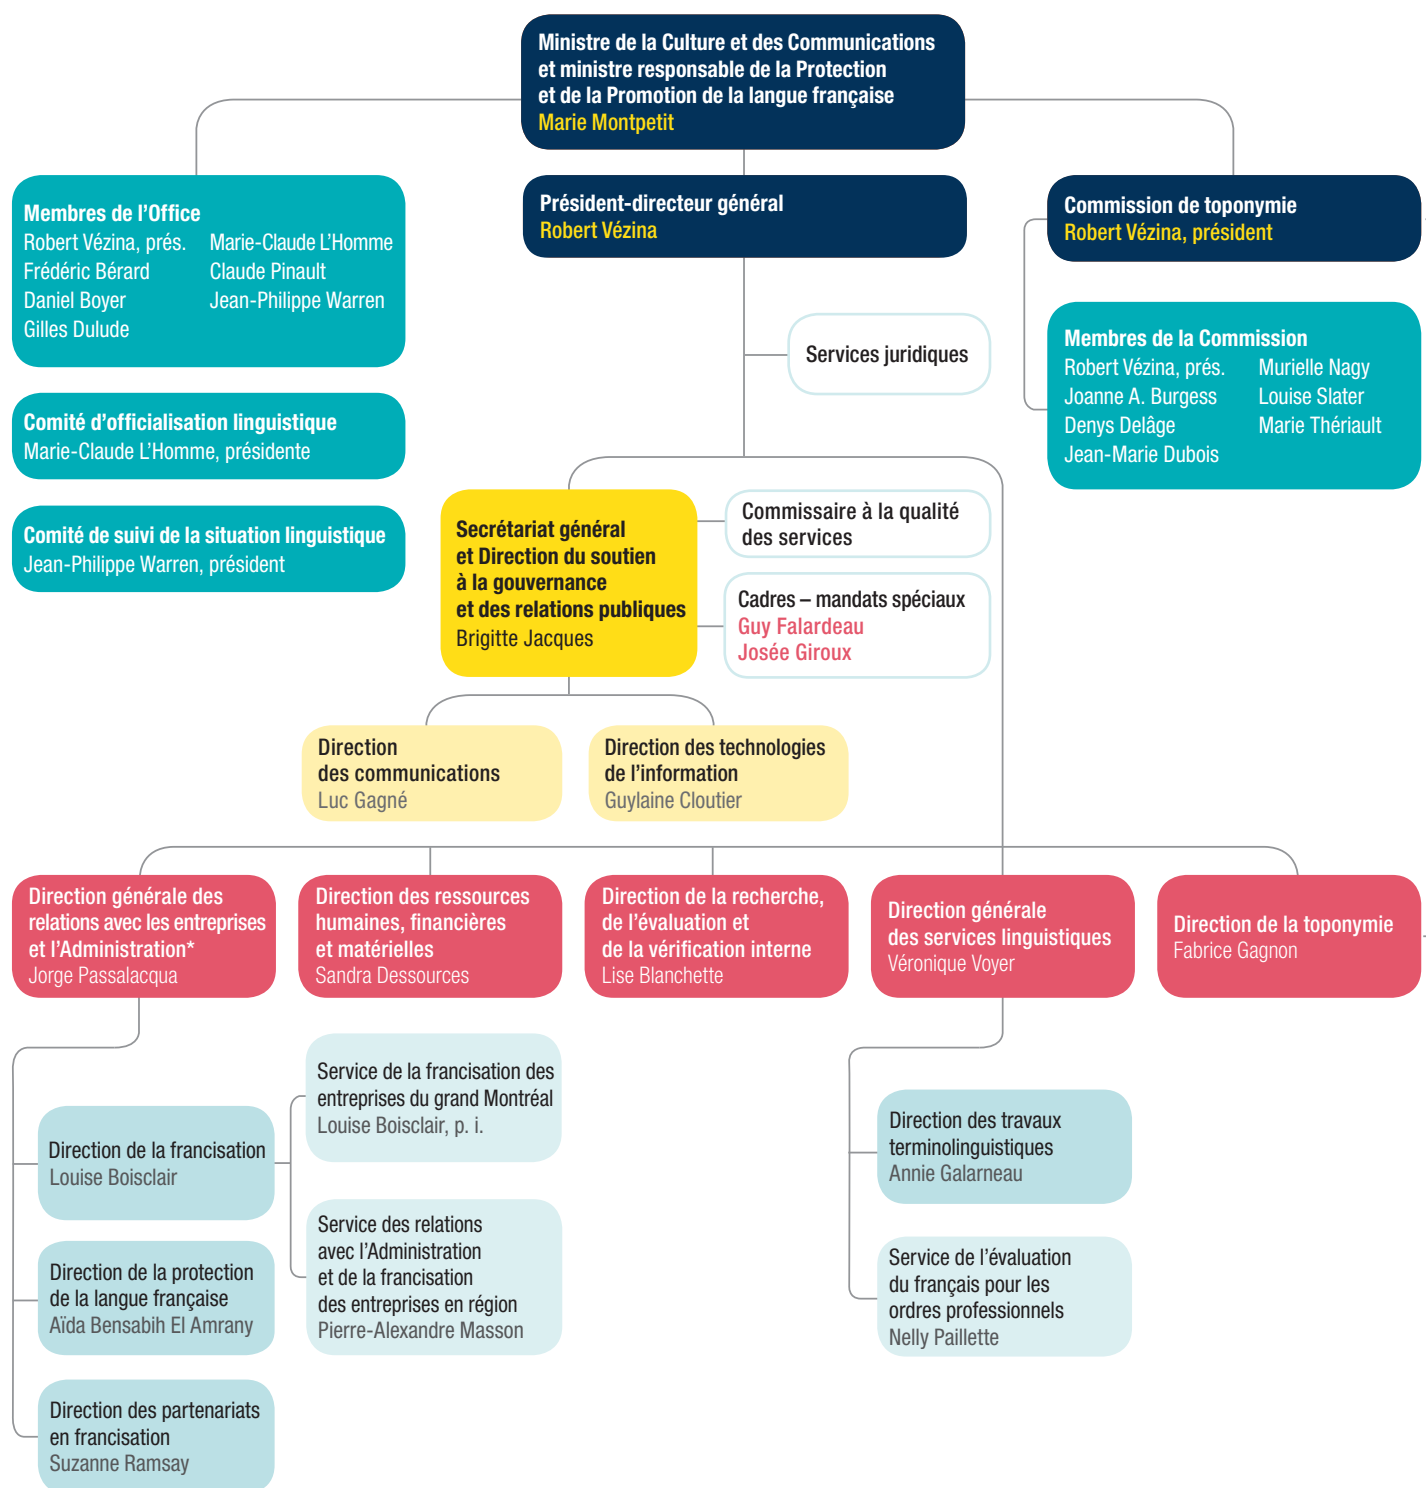 Ministre de la Culture et des Communications
et ministre responsable de la Protection
et de la Promotion de la langue française
Marie Montpetit
Membres de l’Office
Robert Vézina, prés.
Frédéric Bérard
Daniel Boyer
Gilles Dulude
Marie-Claude L’Homme
Claude Pinault
Jean-Philippe Warren
Président-directeur général
Robert Vézina
Commission de toponymie
Robert Vézina, président
Services juridiques
Membres de la Commission
Robert Vézina, prés.
Joanne A. Burgess
Denys Delâge
Jean-Marie Dubois
Murielle Nagy
Louise Slater
Marie Thériault
Comité d’officialisation linguistique
Marie-Claude L’Homme, présidente
Comité de suivi de la situation linguistique
Jean-Philippe Warren, président
Secrétariat général
et Direction du soutien
à la gouvernance
et des relations publiques
Brigitte Jacques
Commissaire à la qualité
des services
Cadres – mandats spéciaux
Guy Falardeau
Josée Giroux
Direction
des communications
Luc Gagné
Direction des technologies
de l’information
Guylaine Cloutier
Direction générale des
relations avec les entreprises
et l’Administration*
Jorge Passalacqua
Direction des ressources
humaines, financières
et matérielles
Sandra Dessources
Direction de la recherche,
de l’évaluation et
de la vérification interne
Lise Blanchette
Direction générale
des services linguistiques
Véronique Voyer
Direction de la toponymie
Fabrice Gagnon
Direction de la francisation
Louise Boisclair
Service de la francisation des
entreprises du grand Montréal
Louise Boisclair, p. i.
Service des relations
avec l’Administration
et de la francisation
des entreprises en région
Pierre-Alexandre Masson
Direction de la protection
de la langue française
Aïda Bensabih El Amrany
Direction des partenariats
en francisation
Suzanne Ramsay
Direction des travaux
terminolinguistiques
Annie Galarneau
Service de l’évaluation
du français pour les
ordres professionnels
Nelly Paillette